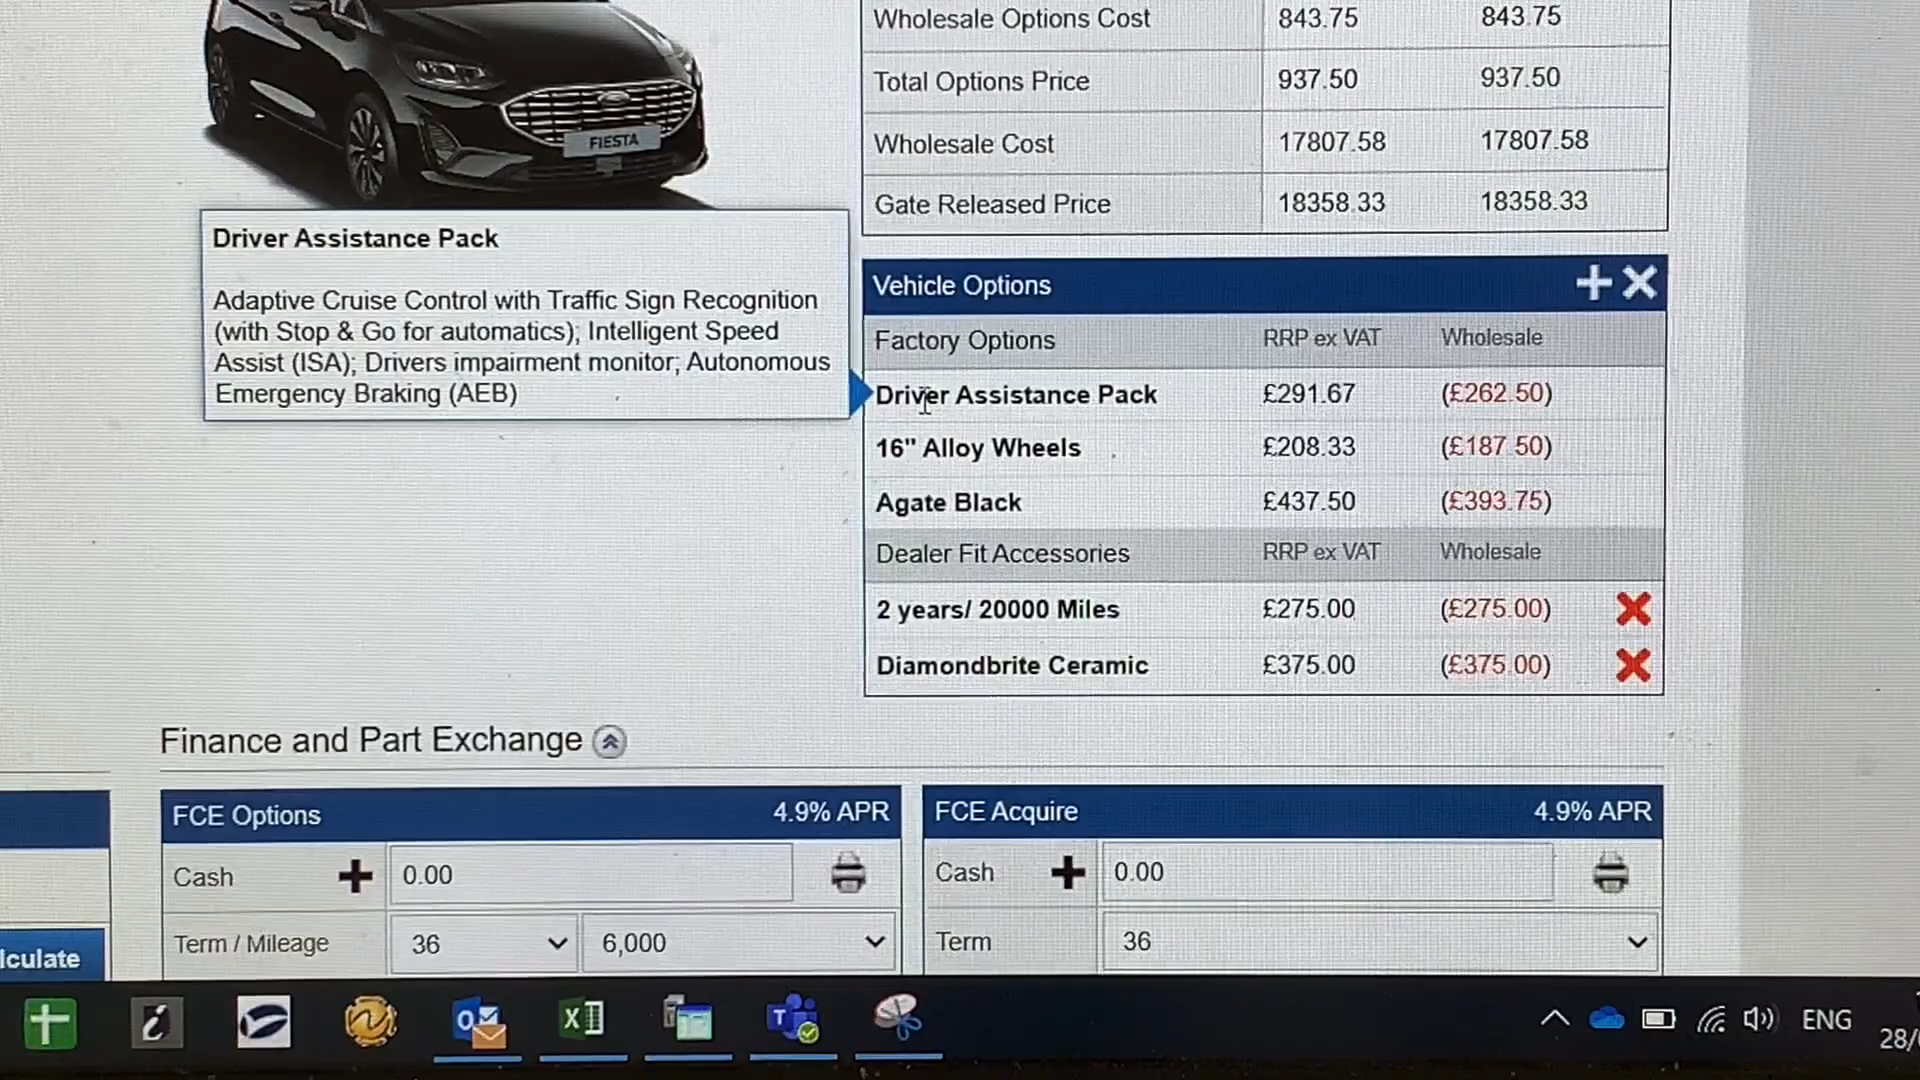 Wholesale Options Cost 843.75 843.75
Total Options Price 937.50 937.50
Wholesale Cost 17807.58 17807.58
Gate Released Price 18358.33 18358.33
FIESTA
Driver Assistance Pack
Adaptive Cruise Control with Traffic Sign Recognition
(with Stop & Go for automatics); Intelligent Speed
Assist (ISA); Drivers impairment monitor; Autonomous
Emergency Braking (AEB)
Vehicle Options
Factory Options RRP ex VAT Wholesale
Driver Assistance Pack £291.67 (£262.50)
16" Alloy Wheels £208.33 (£187.50)
Agate Black £437.50 (£393.75)
Dealer Fit Accessories RRP ex VAT Wholesale
2 years/ 20000 Miles £275.00 (£275.00)
Diamondbrite Ceramic £375.00 (£375.00)
Finance and Part Exchange
FCE Options 4.9% APR
Cash 0.00
Term / Mileage 36 6,000
FCE Acquire 4.9% APR
Cash 0.00
Term 36
lculate
ENG
28/